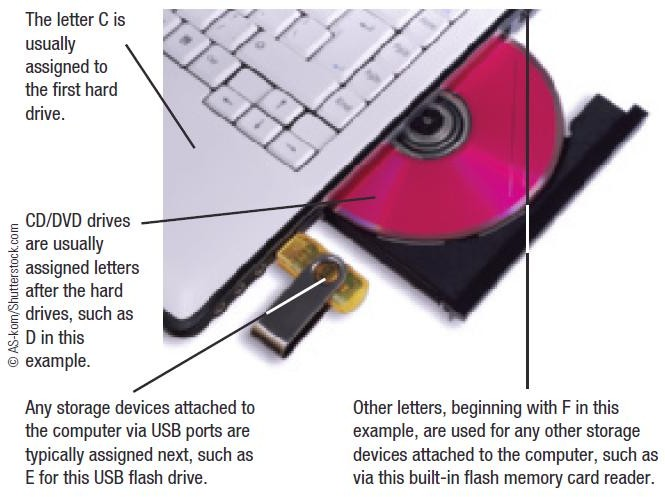 The letter C is
usually
assigned to
the first hard
drive.
CD/DVD drives
are usually
assigned letters
after the hard
drives, such as
D in this
example.
© AS-kom/Shutterstock.com
Any storage devices attached to
the computer via USB ports are
typically assigned next, such as
E for this USB flash drive.
Other letters, beginning with F in this
example, are used for any other storage
devices attached to the computer, such as
via this built-in flash memory card reader.